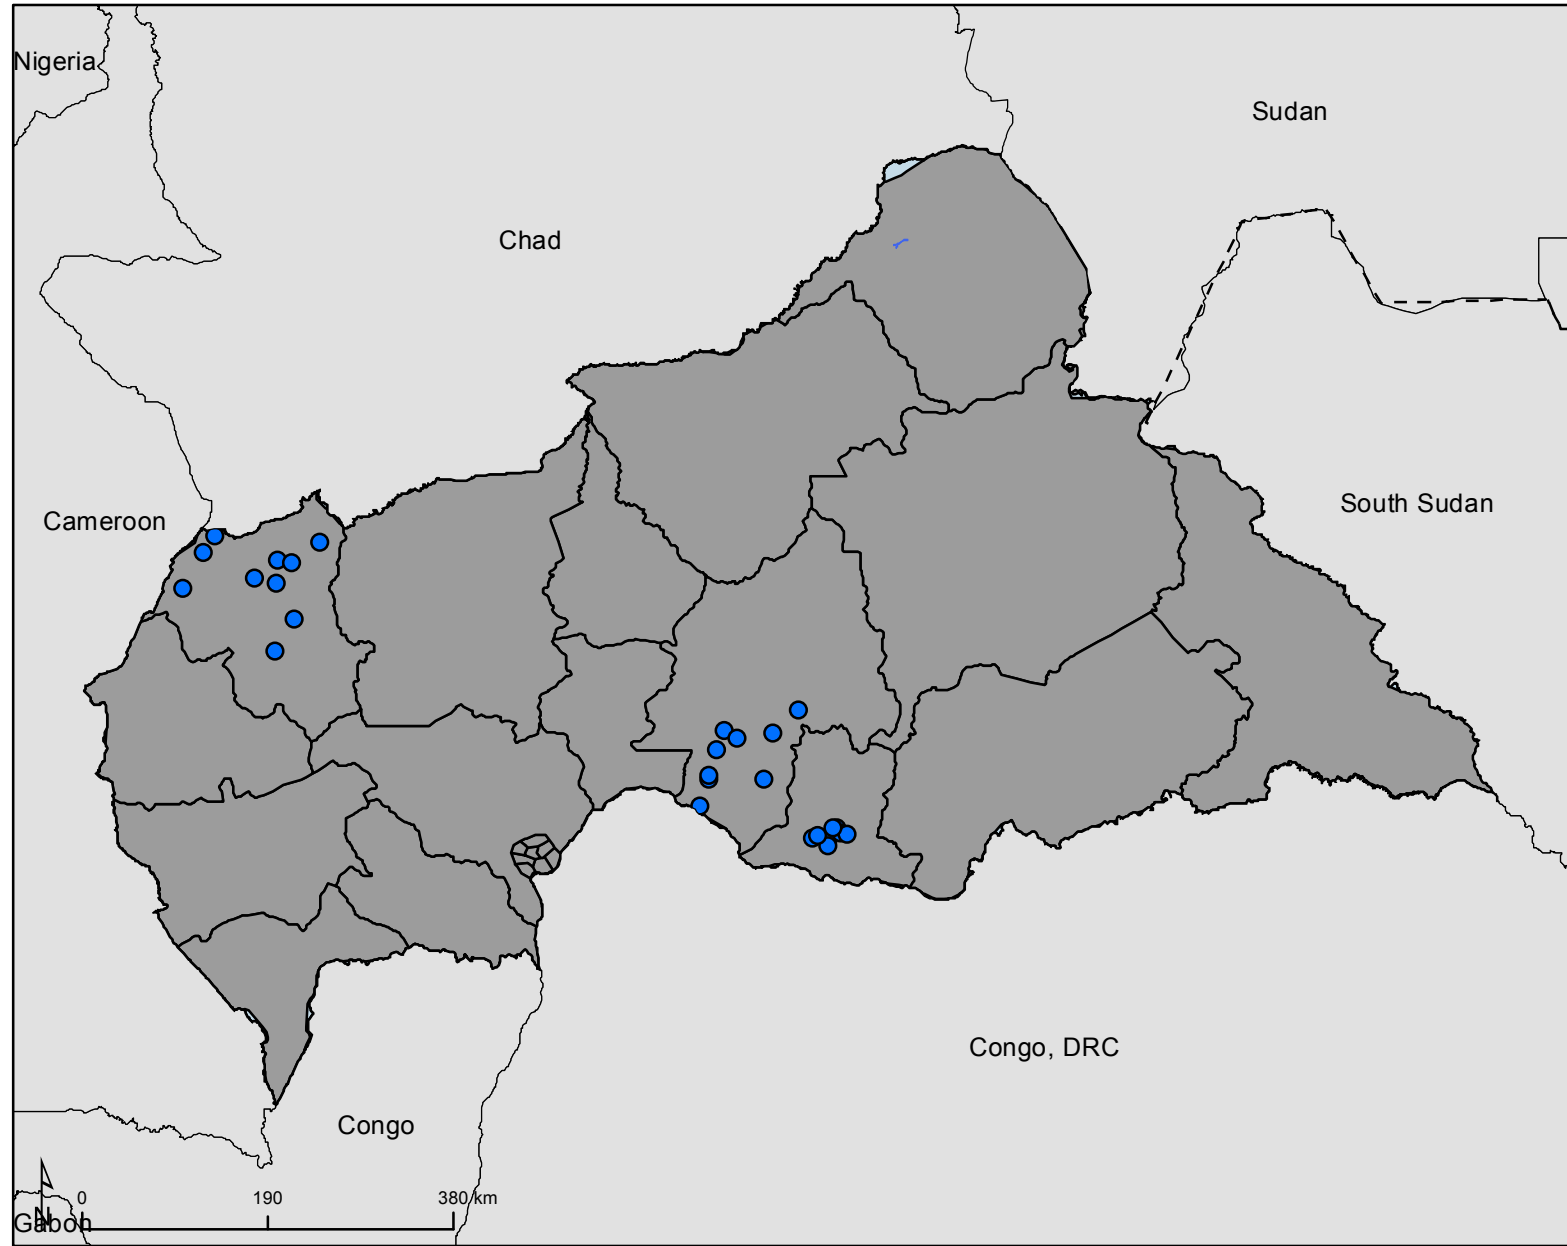 Nigeria
Sudan
Chad
South Sudan
Cameroon
Congo, DRC
Congo
0 190 380 km
N
Gabon